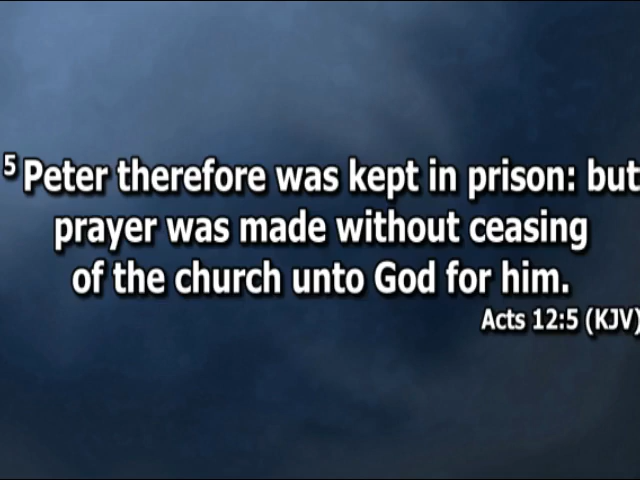 5 Peter therefore was kept in prison: but
prayer was made without ceasing
of the church unto God for him.
Acts 12:5 (KJV)